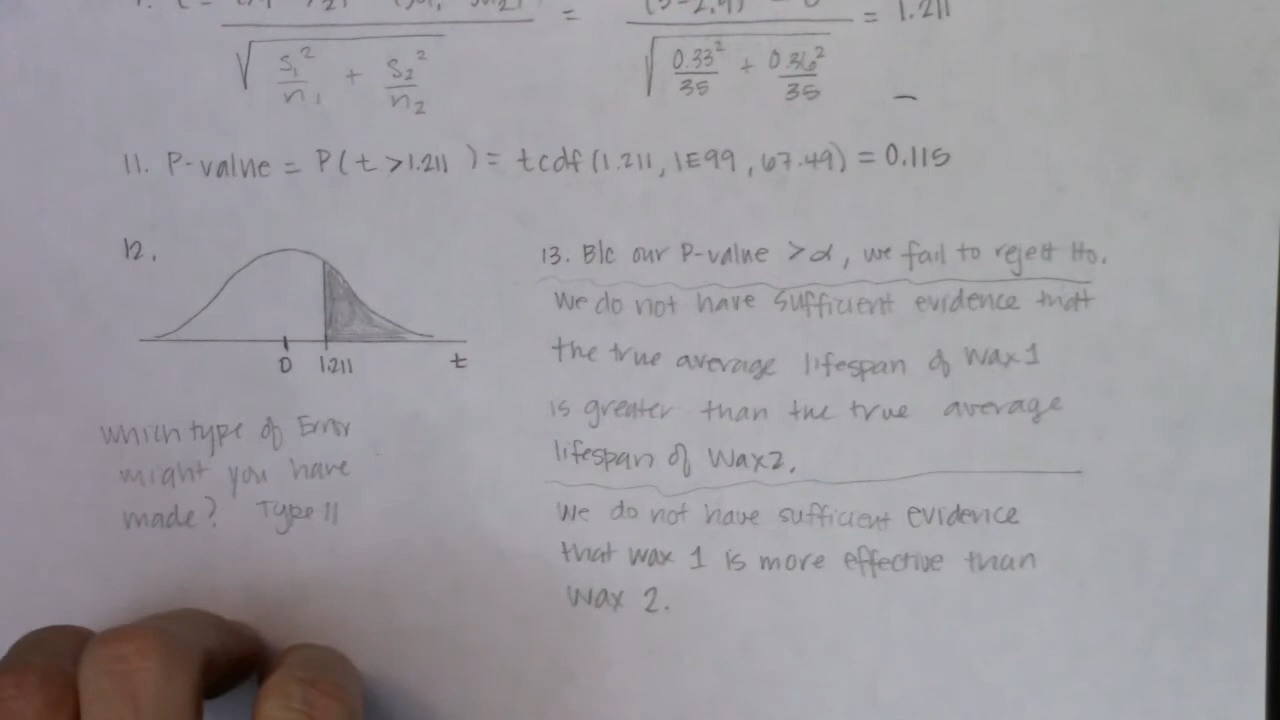 = (3-2.9) = 1.211
√ S₁²/n₁ + S₂²/n₂ √ 0.33²/35 + 0.36²/35
11. P-value = P(t > 1.211) = tcdf(1.211, 1E99, 67.49) = 0.115
12.
0 1.211 t
which type of Error
might you have
made? Type II
13. B/c our P-value > α, we fail to reject H₀.
We do not have sufficient evidence that
the true average lifespan of Wax 1
is greater than the true average
lifespan of Wax 2.
We do not have sufficient evidence
that wax 1 is more effective than
wax 2.